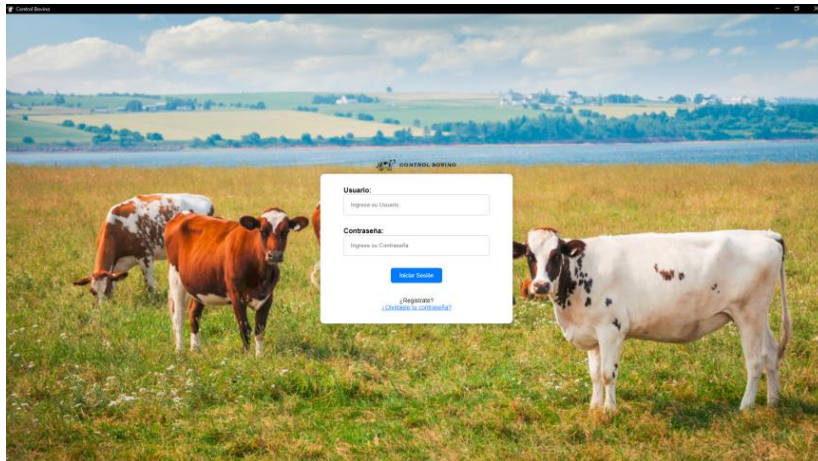 Control Bovino
CONTROL BOVINO
Usuario:
Ingrese su Usuario
Contraseña:
Ingrese su Contraseña
Iniciar Sesión
¿Registrate?
¿Olvidaste tu contraseña?